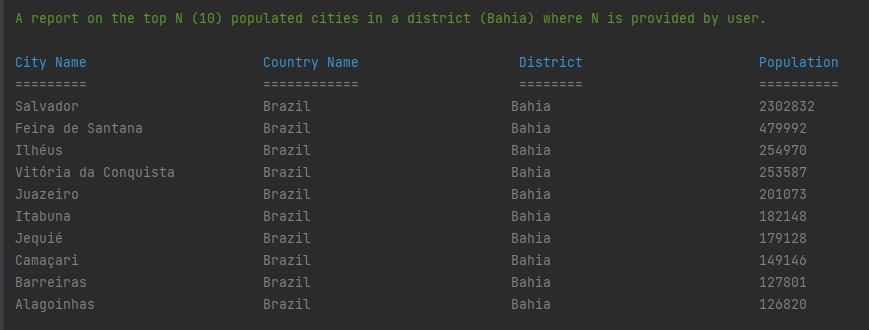 A report on the top N (10) populated cities in a district (Bahia) where N is provided by user.
City Name Country Name District Population
========= ============ ======== ==========
Salvador Brazil Bahia 2302832
Feira de Santana Brazil Bahia 479992
Ilhéus Brazil Bahia 254970
Vitória da Conquista Brazil Bahia 253587
Juazeiro Brazil Bahia 201073
Itabuna Brazil Bahia 182148
Jequié Brazil Bahia 179128
Camaçari Brazil Bahia 149146
Barreiras Brazil Bahia 127801
Alagoinhas Brazil Bahia 126820